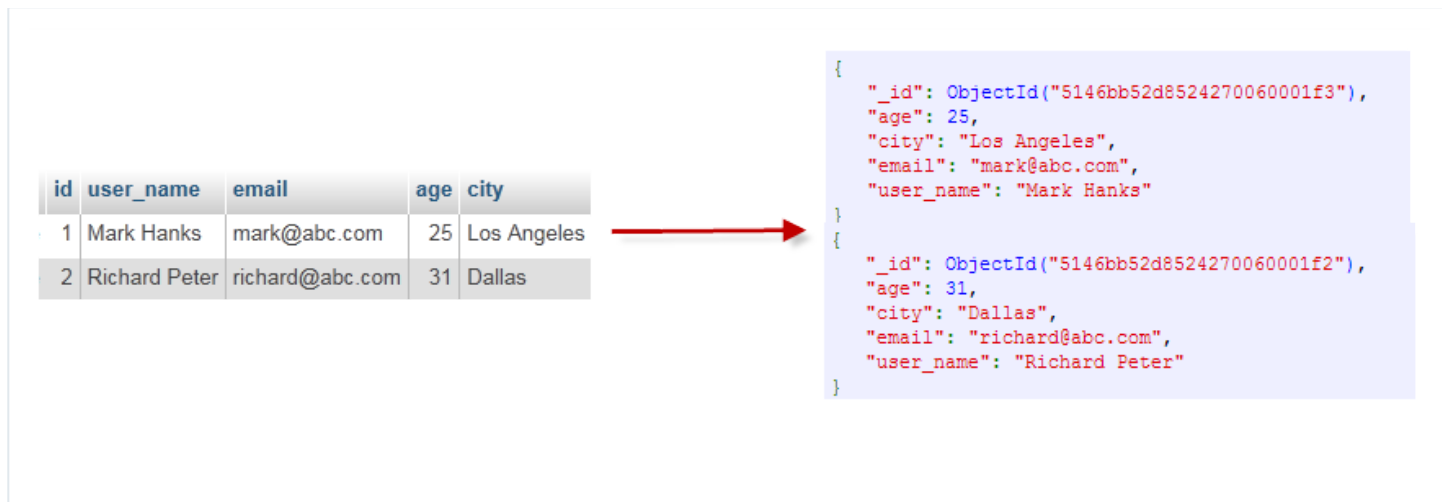 id user_name email age city
1 Mark Hanks mark@abc.com 25 Los Angeles
2 Richard Peter richard@abc.com 31 Dallas
{
"_id": ObjectId("5146bb52d8524270060001f3"),
"age": 25,
"city": "Los Angeles",
"email": "mark@abc.com",
"user_name": "Mark Hanks"
}
{
"_id": ObjectId("5146bb52d8524270060001f2"),
"age": 31,
"city": "Dallas",
"email": "richard@abc.com",
"user_name": "Richard Peter"
}